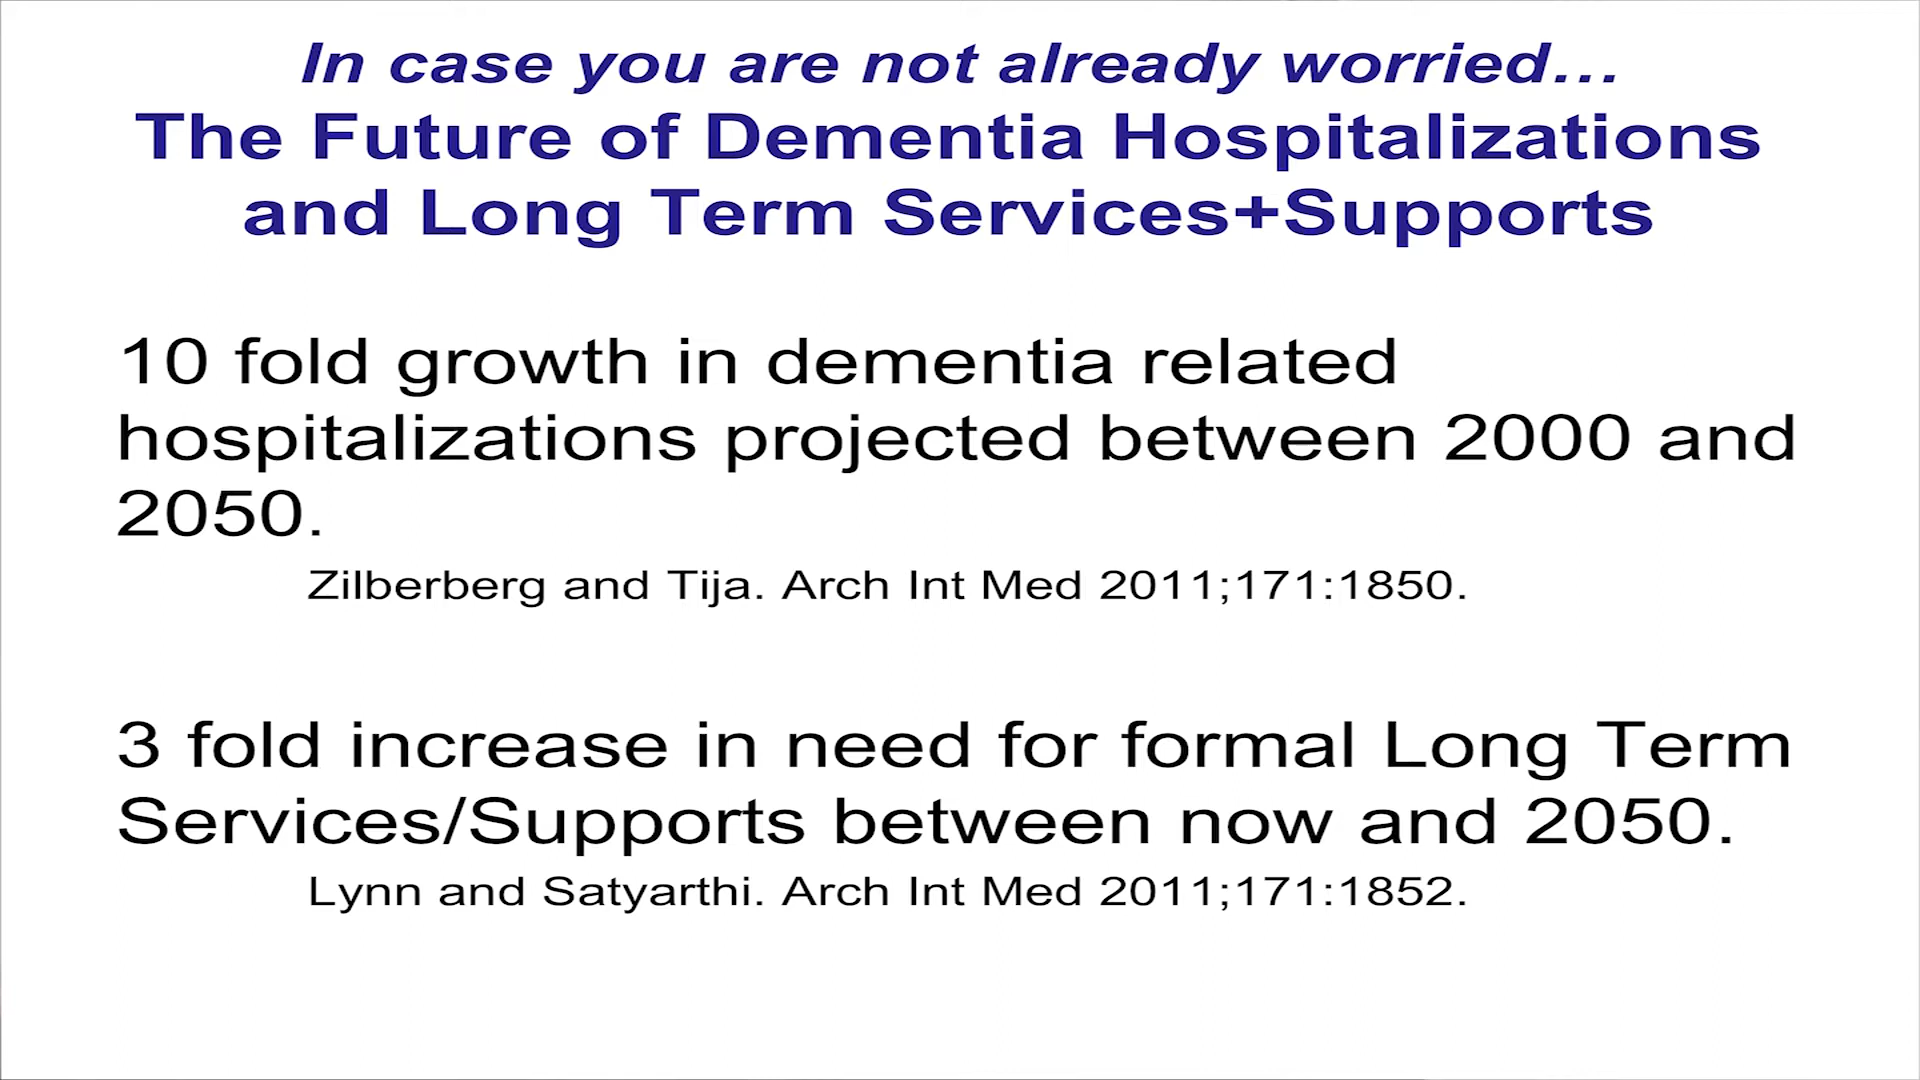 In case you are not already worried…
The Future of Dementia Hospitalizations
and Long Term Services+Supports
10 fold growth in dementia related
hospitalizations projected between 2000 and
2050.
Zilberberg and Tija. Arch Int Med 2011;171:1850.
3 fold increase in need for formal Long Term
Services/Supports between now and 2050.
Lynn and Satyarthi. Arch Int Med 2011;171:1852.